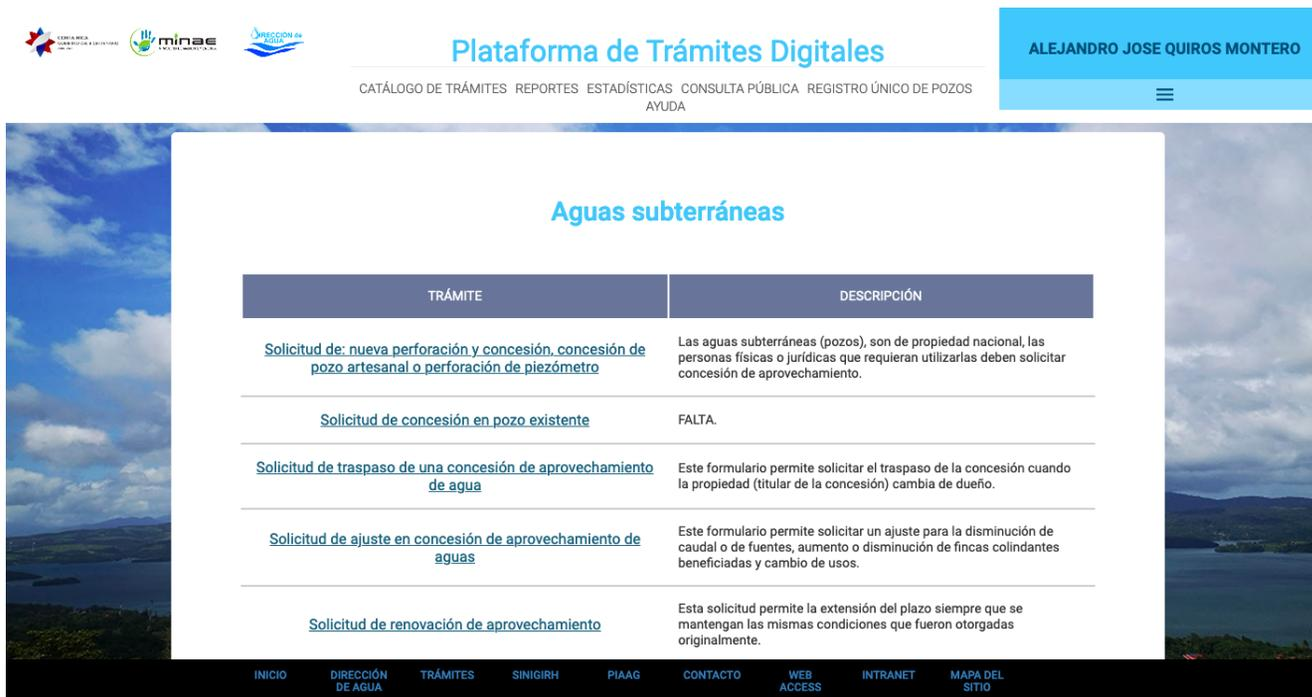 COSTA RICA
minae
DIRECCIÓN de
AGUA
Plataforma de Trámites Digitales
ALEJANDRO JOSE QUIROS MONTERO
CATÁLOGO DE TRÁMITES REPORTES ESTADÍSTICAS CONSULTA PÚBLICA REGISTRO ÚNICO DE POZOS
AYUDA
Aguas subterráneas
TRÁMITE DESCRIPCIÓN
Solicitud de: nueva perforación y concesión, concesión de
pozo artesanal o perforación de piezómetro
Las aguas subterráneas (pozos), son de propiedad nacional, las
personas físicas o jurídicas que requieran utilizarlas deben solicitar
concesión de aprovechamiento.
Solicitud de concesión en pozo existente
FALTA.
Solicitud de traspaso de una concesión de aprovechamiento
de agua
Este formulario permite solicitar el traspaso de la concesión cuando
la propiedad (titular de la concesión) cambia de dueño.
Solicitud de ajuste en concesión de aprovechamiento de
aguas
Este formulario permite solicitar un ajuste para la disminución de
caudal o de fuentes, aumento o disminución de fincas colindantes
beneficiadas y cambio de usos.
Solicitud de renovación de aprovechamiento
Esta solicitud permite la extensión del plazo siempre que se
mantengan las mismas condiciones que fueron otorgadas
originalmente.
INICIO
DIRECCIÓN
DE AGUA
TRÁMITES
SINIGIRH
PIAAG
CONTACTO
WEB
ACCESS
INTRANET
MAPA DEL
SITIO